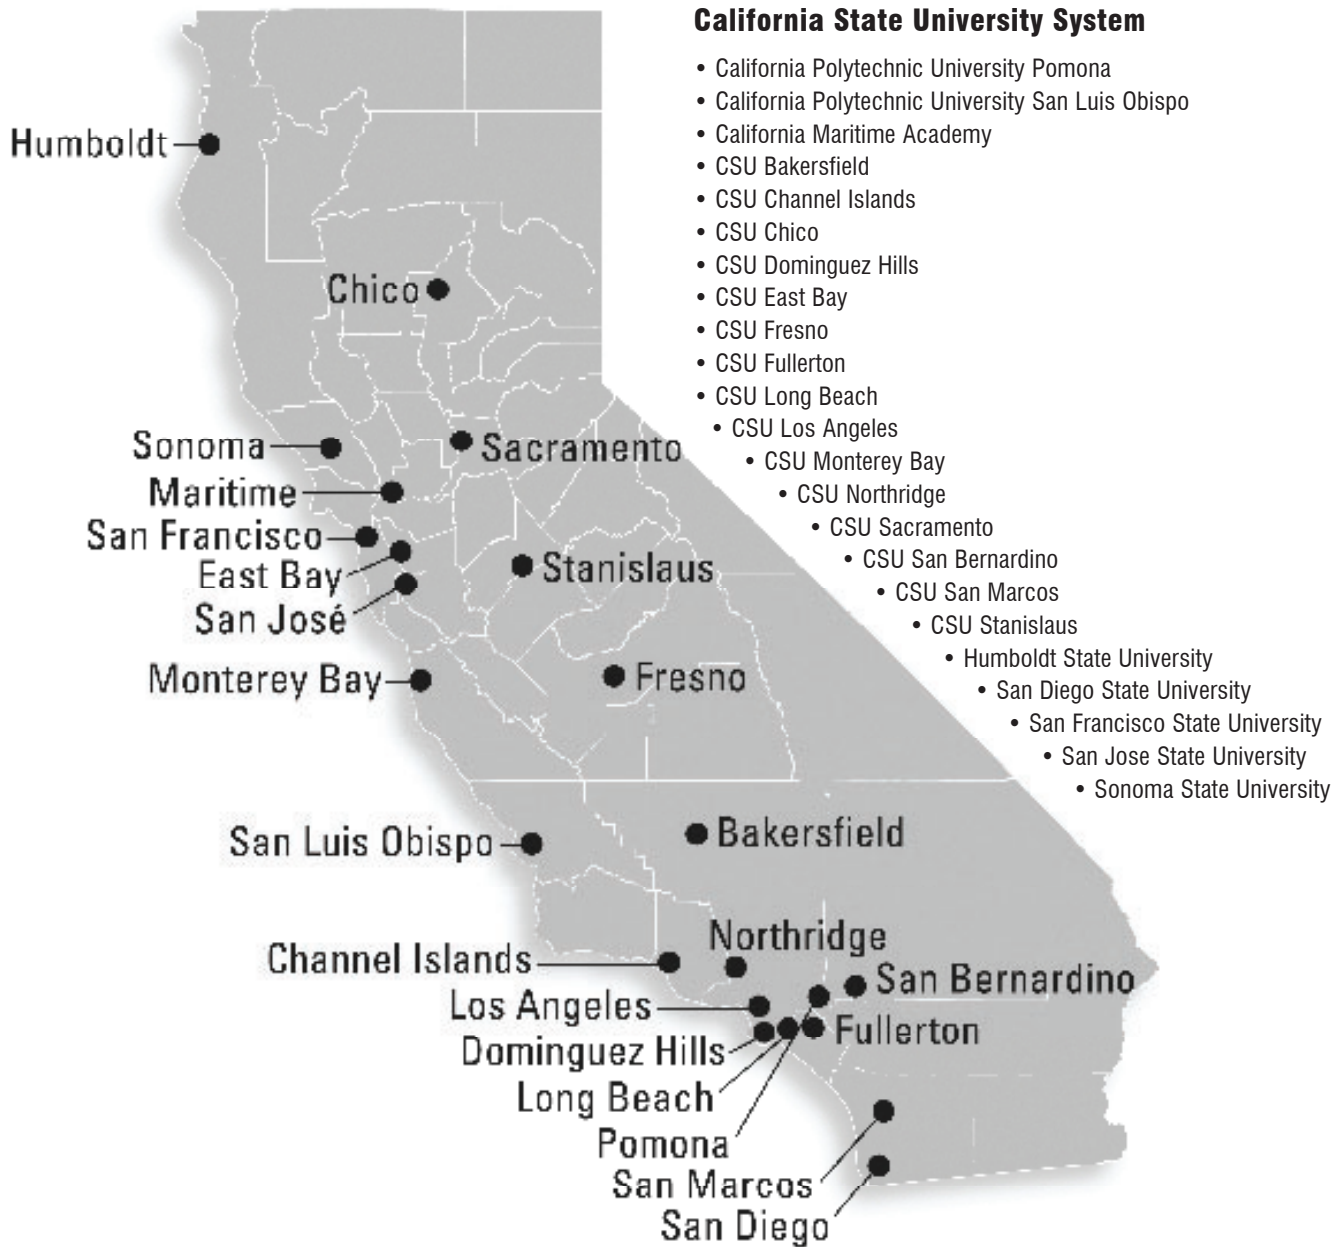 California State University System
• California Polytechnic University Pomona
• California Polytechnic University San Luis Obispo
• California Maritime Academy
• CSU Bakersfield
• CSU Channel Islands
• CSU Chico
• CSU Dominguez Hills
• CSU East Bay
• CSU Fresno
• CSU Fullerton
• CSU Long Beach
• CSU Los Angeles
• CSU Monterey Bay
• CSU Northridge
• CSU Sacramento
• CSU San Bernardino
• CSU San Marcos
• CSU Stanislaus
• Humboldt State University
• San Diego State University
• San Francisco State University
• San Jose State University
• Sonoma State University
Humboldt
Chico
Sonoma
Sacramento
Maritime
San Francisco
East Bay
Stanislaus
San José
Monterey Bay
Fresno
San Luis Obispo
Bakersfield
Northridge
Channel Islands
San Bernardino
Los Angeles
Fullerton
Dominguez Hills
Long Beach
Pomona
San Marcos
San Diego